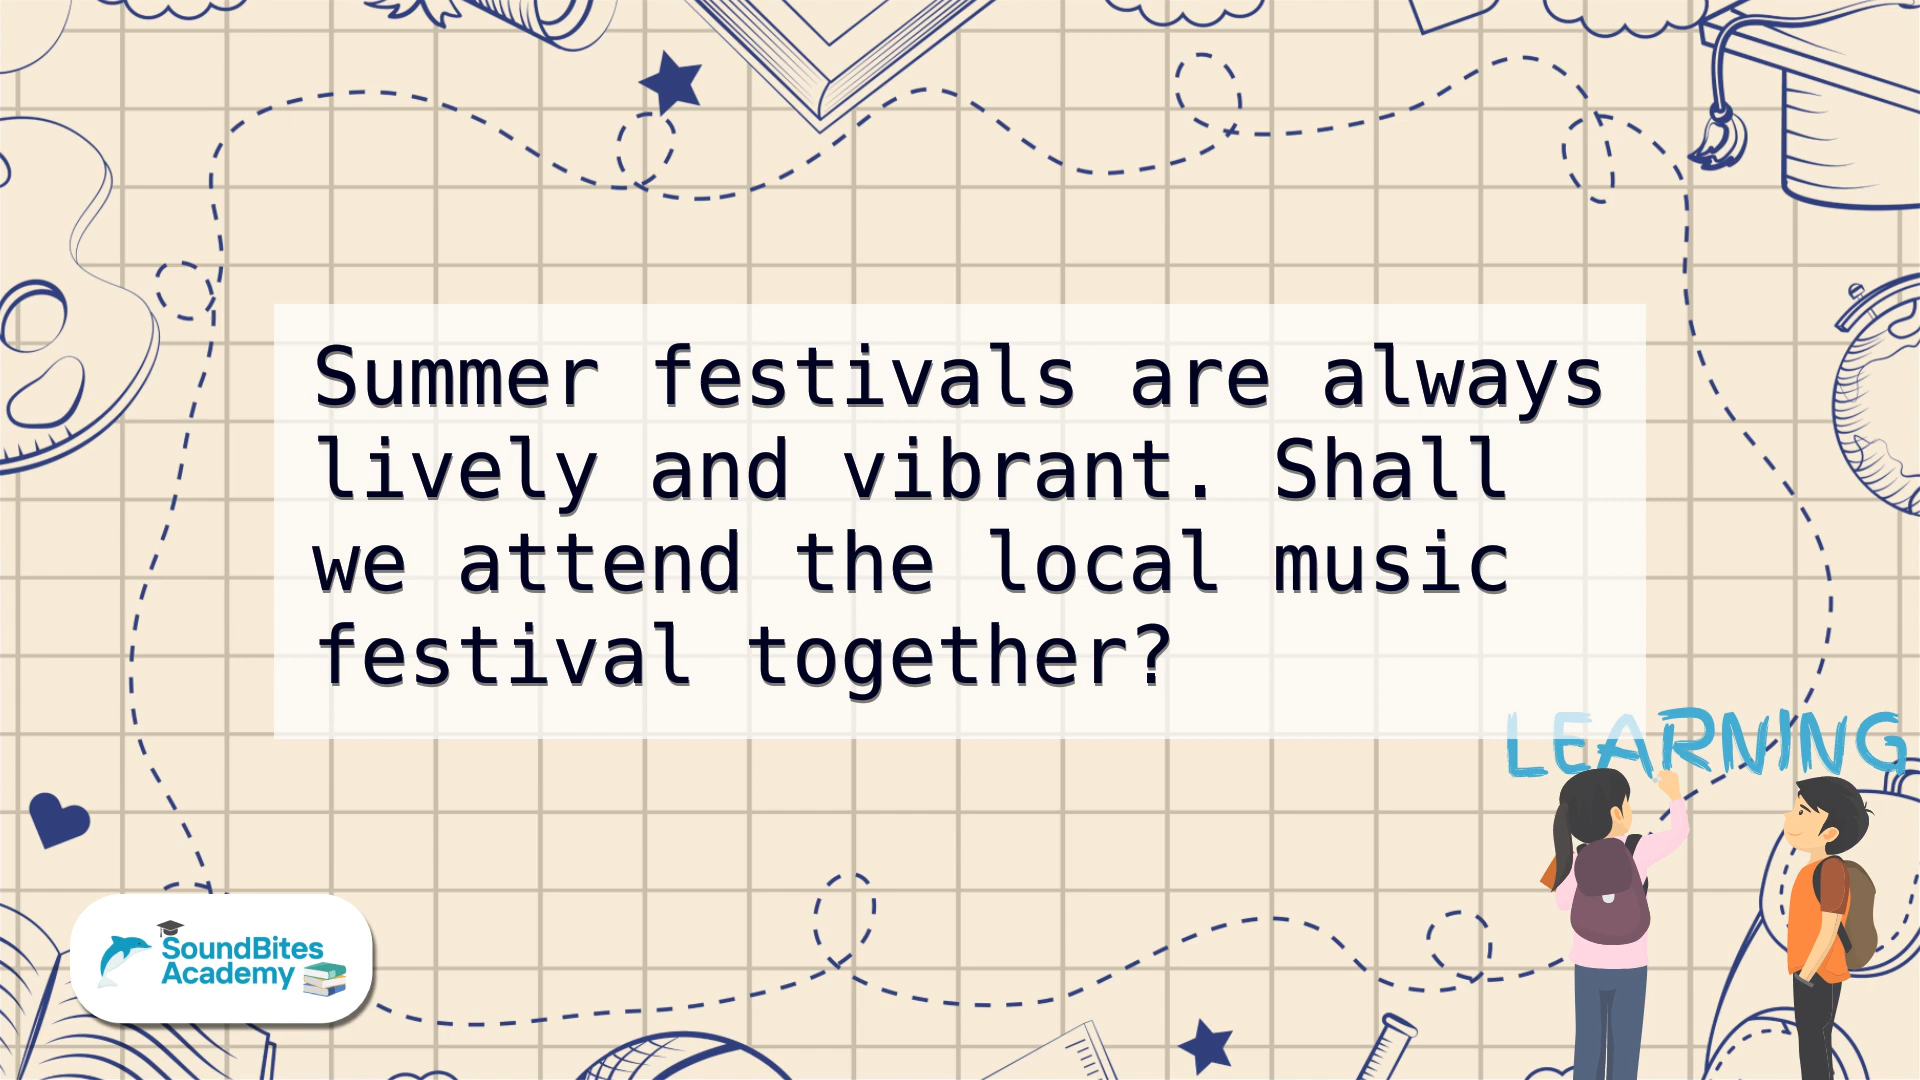 Summer festivals are always
lively and vibrant. Shall
we attend the local music
festival together?
LEARNING
SoundBites
Academy